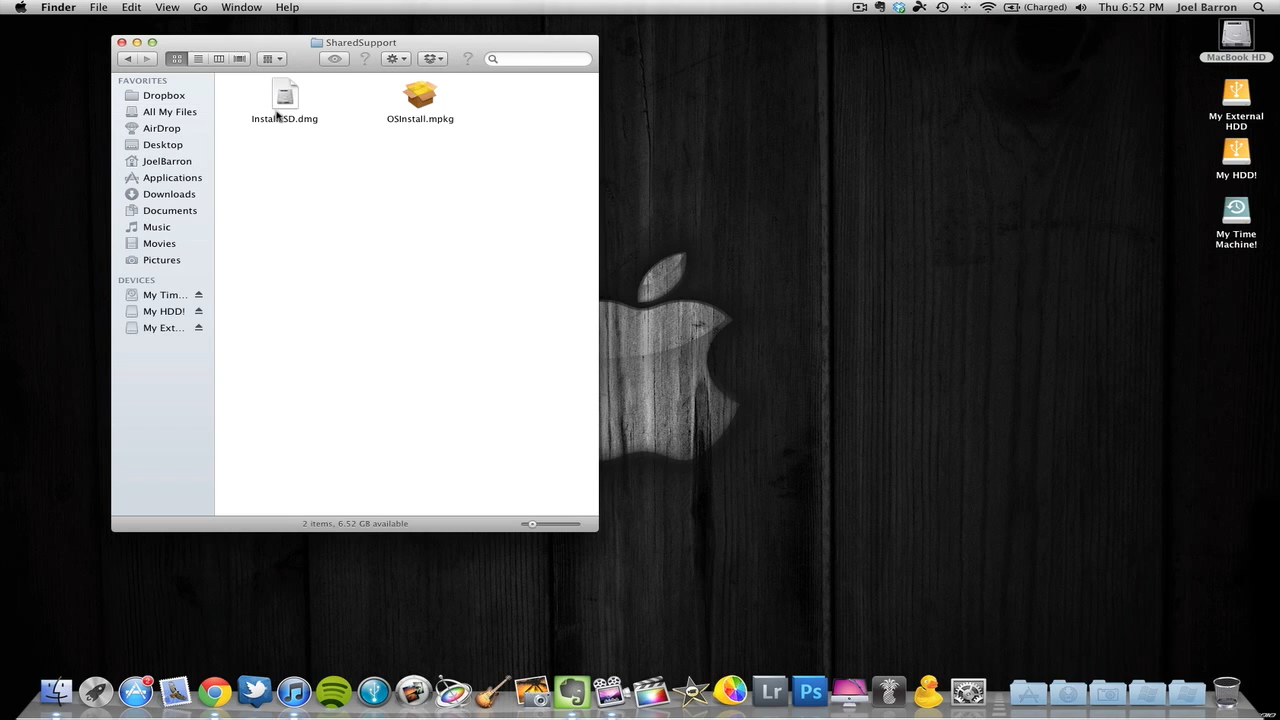 Finder File Edit View Go Window Help
(Charged) Thu 6:52 PM Joel Barron
SharedSupport
FAVORITES
Dropbox
All My Files
AirDrop
Desktop
JoelBarron
Applications
Downloads
Documents
Music
Movies
Pictures
DEVICES
My Tim...
My HDD!
My Ext...
InstallESD.dmg
OSInstall.mpkg
2 items, 6.52 GB available
MacBook HD
My External
HDD
My HDD!
My Time
Machine!
2
Lr
Ps